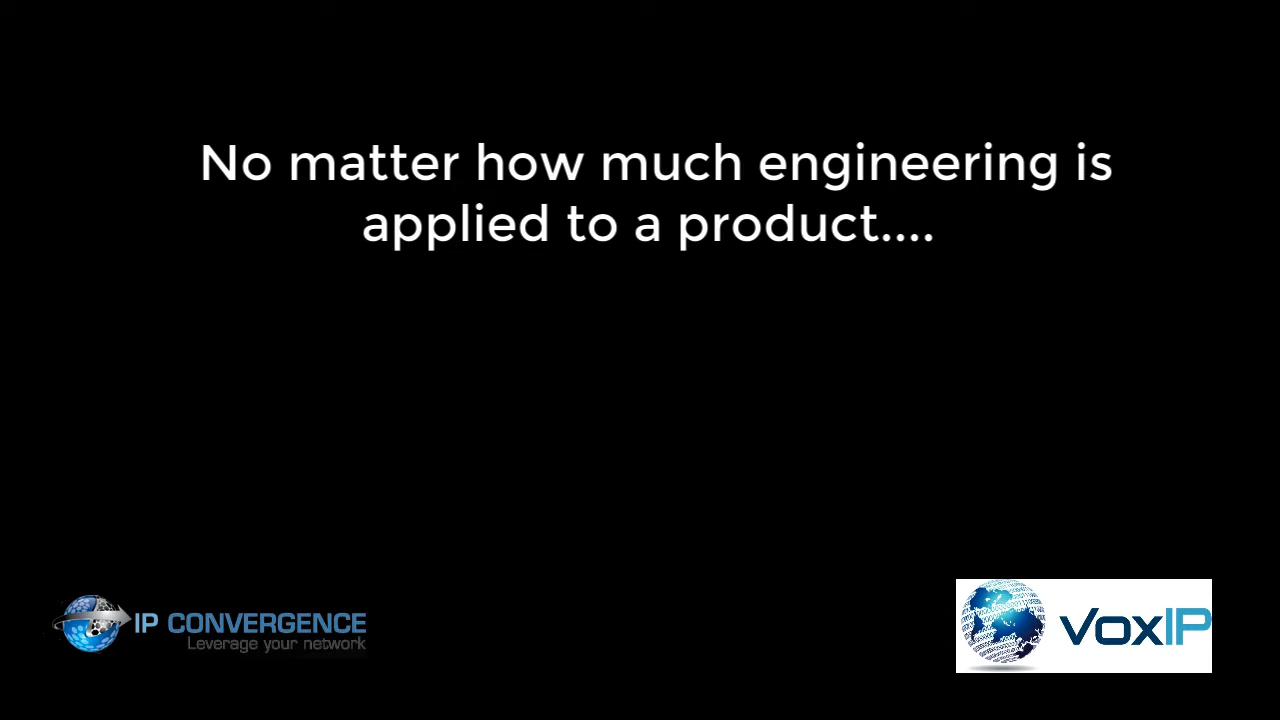 No matter how much engineering is
applied to a product....
IP CONVERGENCE
Leverage your network
VoxIP